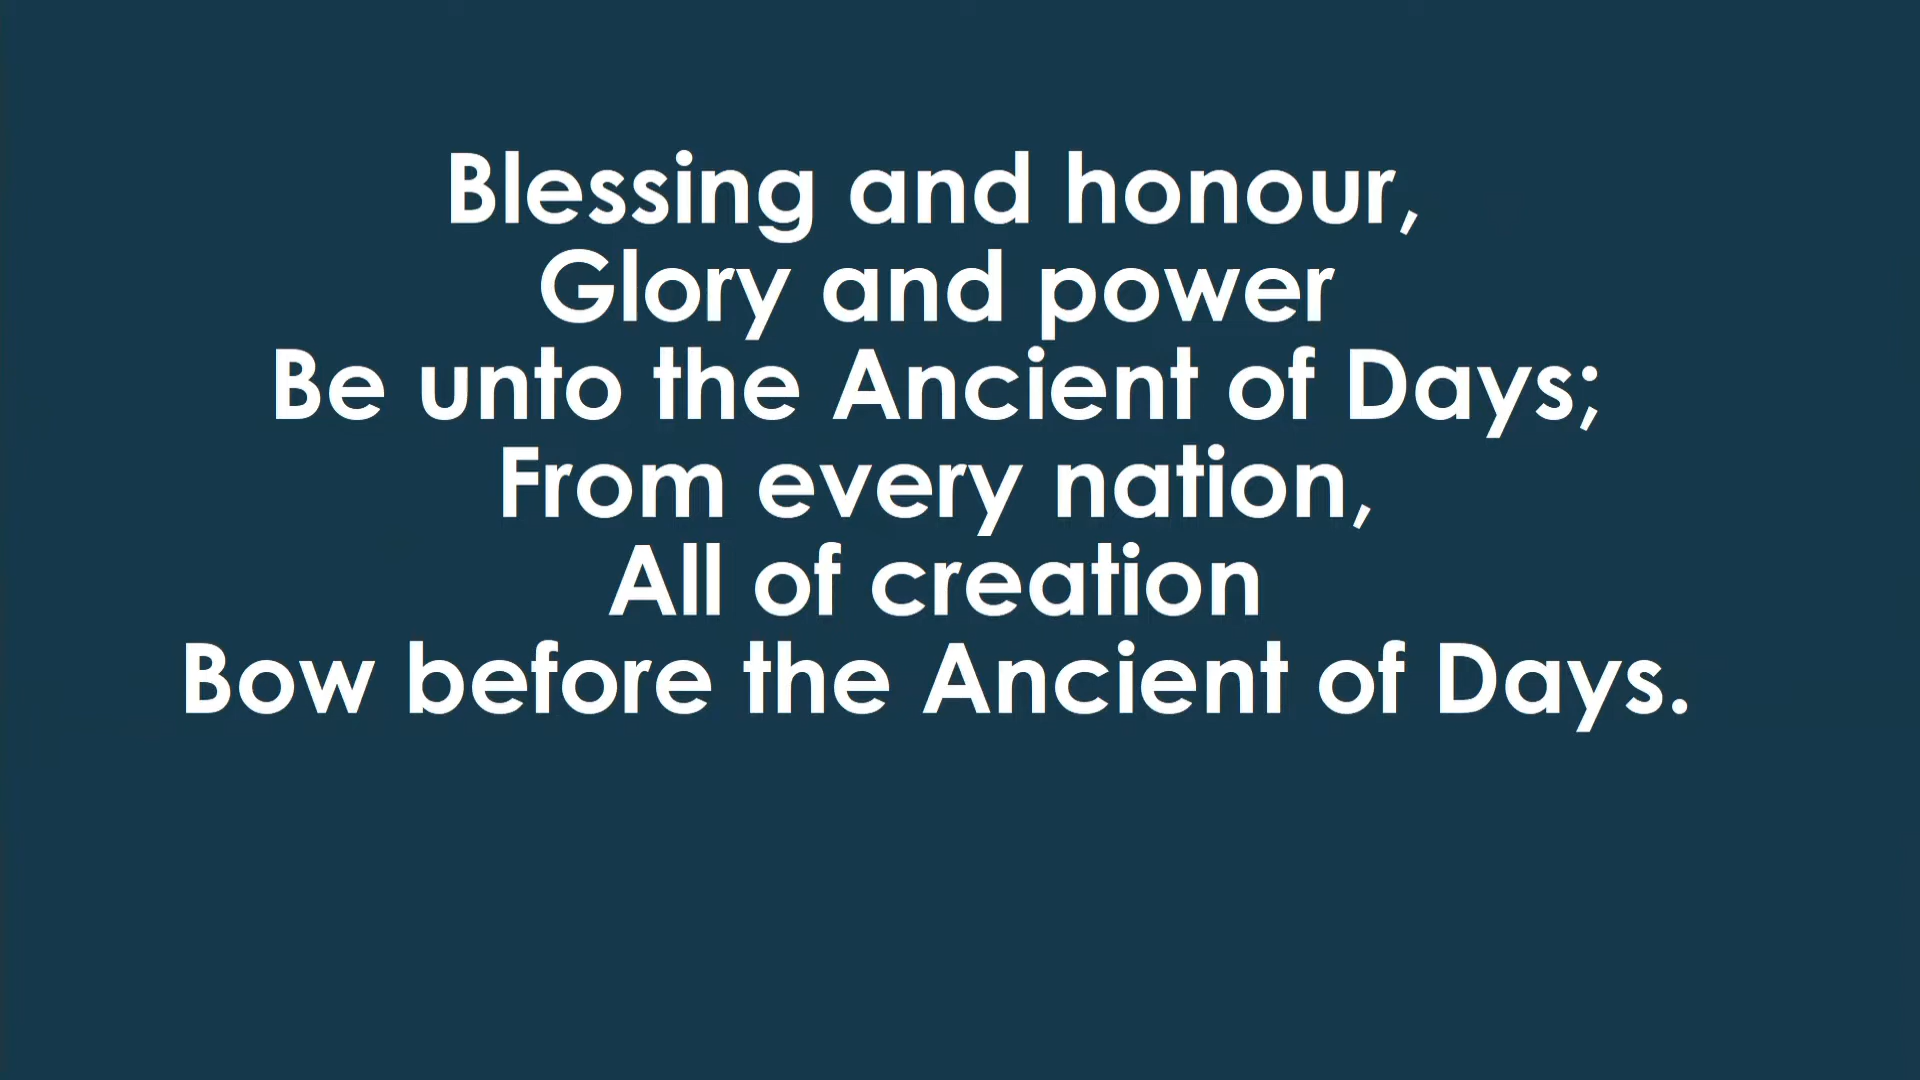 Blessing and honour,
Glory and power
Be unto the Ancient of Days;
From every nation,
All of creation
Bow before the Ancient of Days.